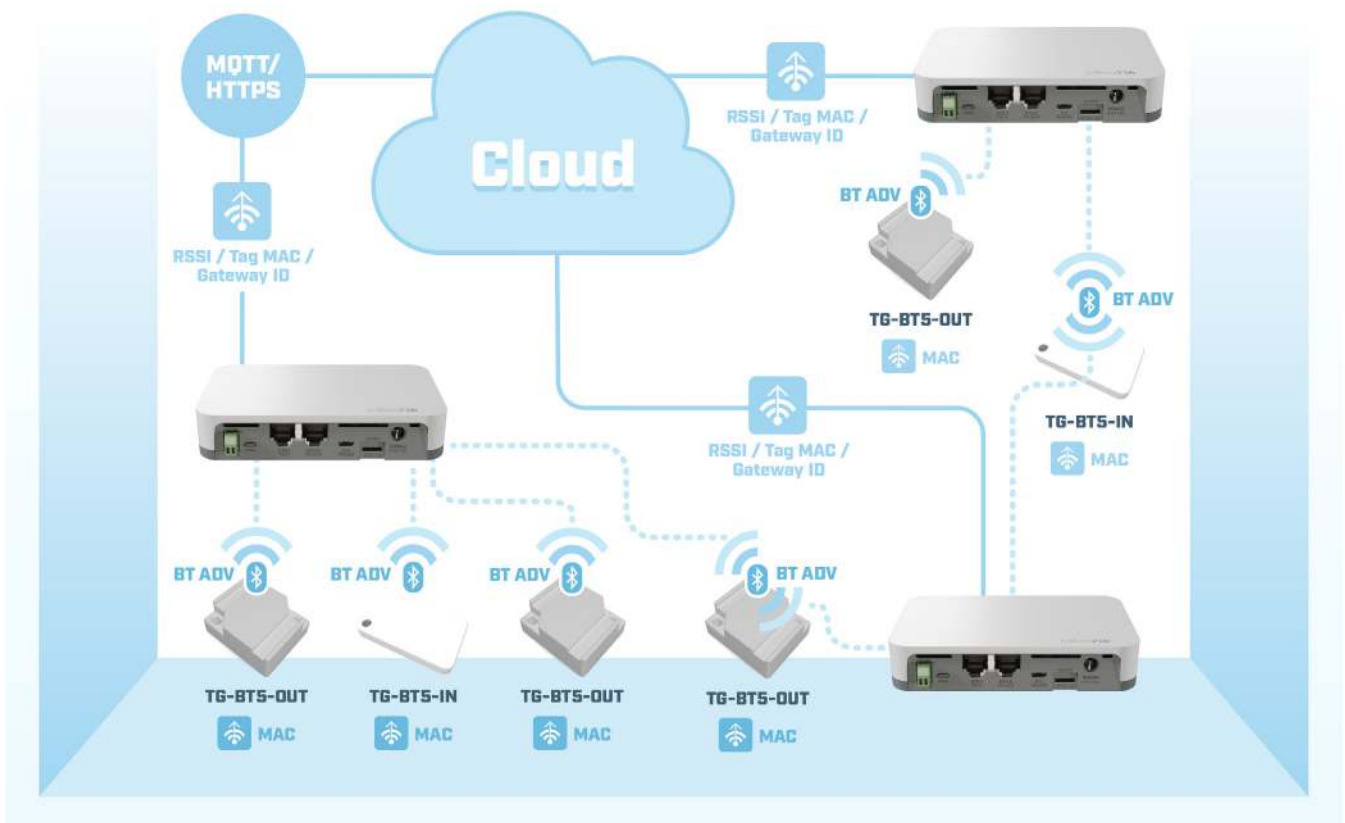 MQTT/
HTTPS
Cloud
RSSI / Tag MAC /
Gateway ID
RSSI / Tag MAC /
Gateway ID
BT ADV
TG-BT5-OUT
MAC
BT ADV
TG-BT5-IN
MAC
RSSI / Tag MAC /
Gateway ID
BT ADV
BT ADV
BT ADV
BT ADV
TG-BT5-OUT
TG-BT5-IN
TG-BT5-OUT
TG-BT5-OUT
MAC
MAC
MAC
MAC